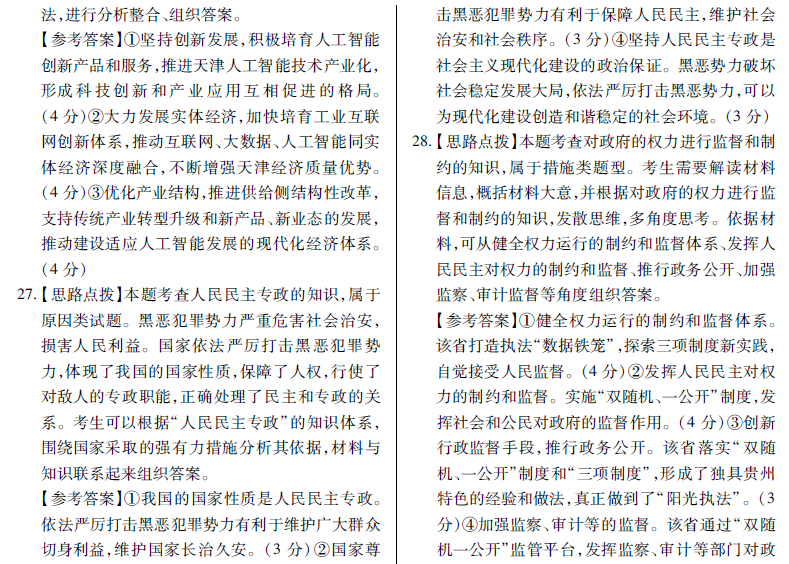 法,进行分析整合、组织答案。
【参考答案】①坚持创新发展,积极培育人工智能
创新产品和服务,推进天津人工智能技术产业化,
形成科技创新和产业应用互相促进的格局。
(4 分)②大力发展实体经济,加快培育工业互联
网创新体系,推动互联网、大数据、人工智能同实
体经济深度融合,不断增强天津经济质量优势。
(4 分)③优化产业结构,推进供给侧结构性改革,
支持传统产业转型升级和新产品、新业态的发展,
推动建设适应人工智能发展的现代化经济体系。
(4 分)
27.【思路点拨】本题考查人民民主专政的知识,属于
原因类试题。黑恶犯罪势力严重危害社会治安,
损害人民利益。国家依法严厉打击黑恶犯罪势
力,体现了我国的国家性质,保障了人权,行使了
对敌人的专政职能,正确处理了民主和专政的关
系。考生可以根据“人民民主专政”的知识体系,
围绕国家采取的强有力措施分析其依据,材料与
知识联系起来组织答案。
【参考答案】①我国的国家性质是人民民主专政。
依法严厉打击黑恶犯罪势力有利于维护广大群众
切身利益,维护国家长治久安。(3 分)②国家尊
击黑恶犯罪势力有利于保障人民民主,维护社会
治安和社会秩序。(3 分)④坚持人民民主专政是
社会主义现代化建设的政治保证。黑恶势力破坏
社会稳定发展大局,依法严厉打击黑恶势力,可以
为现代化建设创造和谐稳定的社会环境。(3 分)
28.【思路点拨】本题考查对政府的权力进行监督和制
约的知识,属于措施类题型。考生需要解读材料
信息,概括材料大意,并根据对政府的权力进行监
督和制约的知识,发散思维,多角度思考。依据材
料,可从健全权力运行的制约和监督体系、发挥人
民民主对权力的制约和监督、推行政务公开、加强
监察、审计监督等角度组织答案。
【参考答案】①健全权力运行的制约和监督体系。
该省打造执法“数据铁笼”,探索三项制度新实践,
自觉接受人民监督。(4 分)②发挥人民民主对权
力的制约和监督。实施“双随机、一公开”制度,发
挥社会和公民对政府的监督作用。(4 分)③创新
行政监督手段,推行政务公开。该省落实“双随
机、一公开”制度和“三项制度”,形成了独具贵州
特色的经验和做法,真正做到了“阳光执法”。(3
分)④加强监察、审计等的监督。该省通过“双随
机一公开”监管平台,发挥监察、审计等部门对政